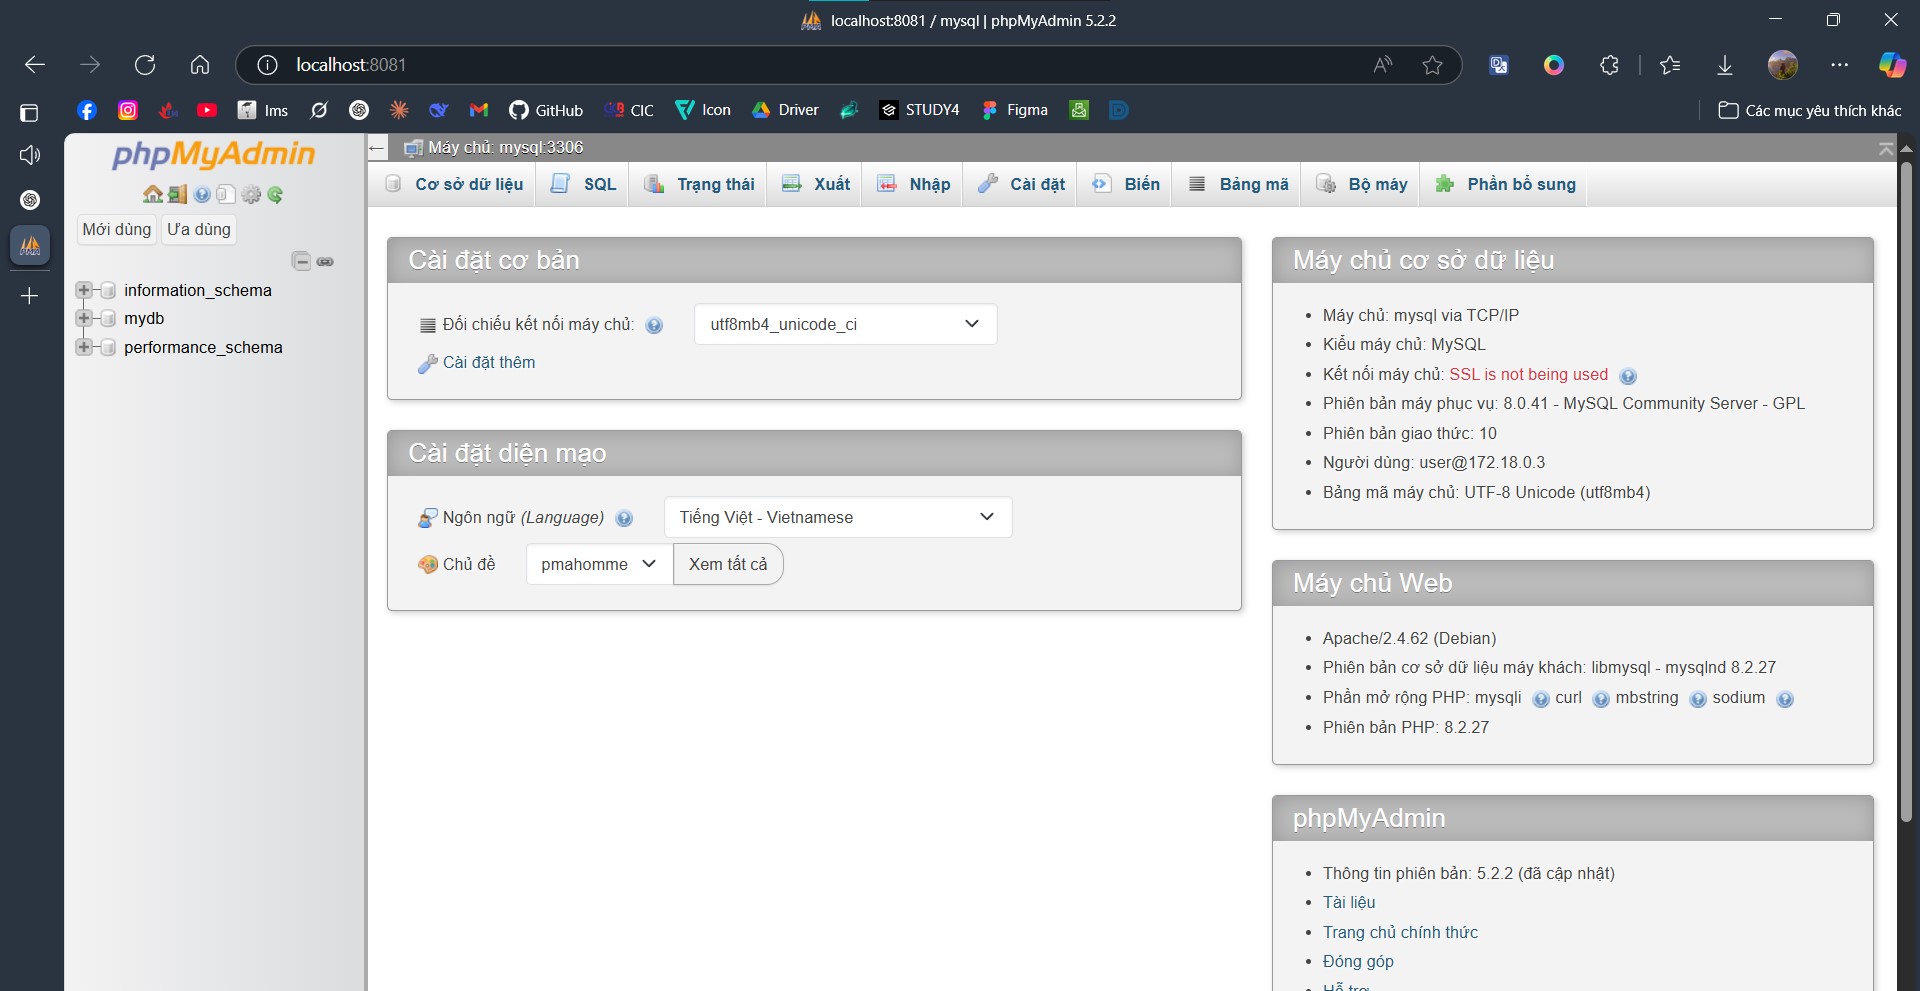 localhost:8081 / mysql | phpMyAdmin 5.2.2
localhost:8081
Ims
GitHub
CIC
Icon
Driver
STUDY4
Figma
Các mục yêu thích khác
phpMyAdmin
Mới dùng
Ưa dùng
information_schema
mydb
performance_schema
Máy chủ: mysql:3306
Cơ sở dữ liệu
SQL
Trạng thái
Xuất
Nhập
Cài đặt
Biến
Bảng mã
Bộ máy
Phần bổ sung
Cài đặt cơ bản
Đối chiếu kết nối máy chủ:
utf8mb4_unicode_ci
Cài đặt thêm
Cài đặt diện mạo
Ngôn ngữ (Language)
Tiếng Việt - Vietnamese
Chủ đề
pmahomme
Xem tất cả
Máy chủ cơ sở dữ liệu
Máy chủ: mysql via TCP/IP
Kiểu máy chủ: MySQL
Kết nối máy chủ: SSL is not being used
Phiên bản máy phục vụ: 8.0.41 - MySQL Community Server - GPL
Phiên bản giao thức: 10
Người dùng: user@172.18.0.3
Bảng mã máy chủ: UTF-8 Unicode (utf8mb4)
Máy chủ Web
Apache/2.4.62 (Debian)
Phiên bản cơ sở dữ liệu máy khách: libmysql - mysqlnd 8.2.27
Phần mở rộng PHP: mysqli curl mbstring sodium
Phiên bản PHP: 8.2.27
phpMyAdmin
Thông tin phiên bản: 5.2.2 (đã cập nhật)
Tài liệu
Trang chủ chính thức
Đóng góp
Hỗ trợ